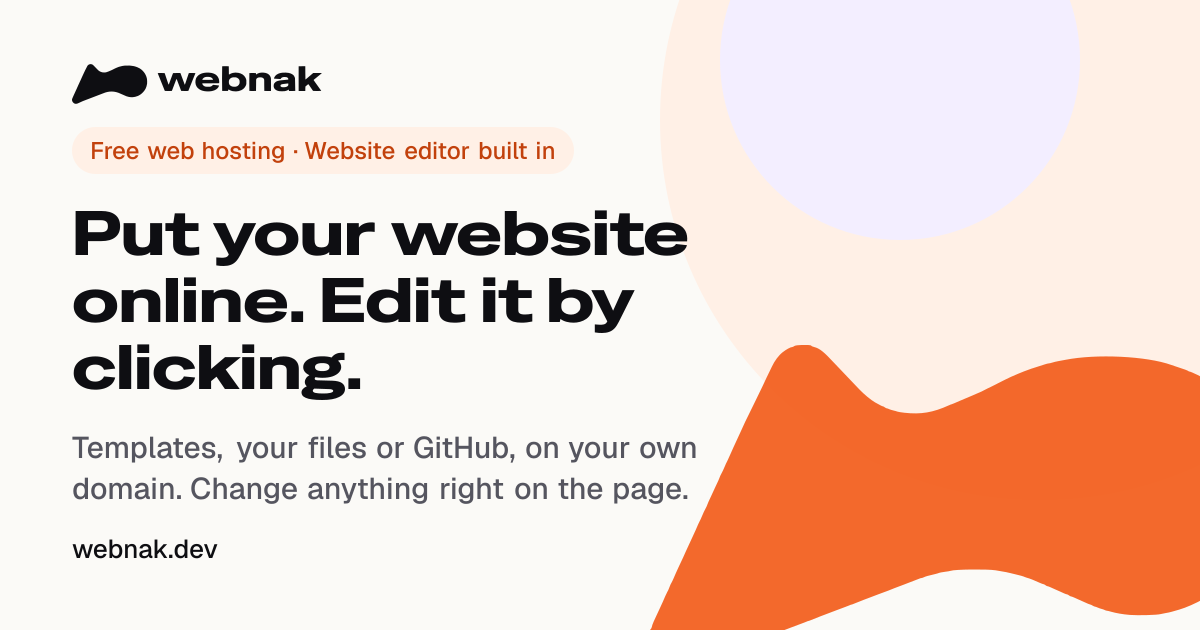 webnak
Free web hosting · Website editor built in
Put your website
online. Edit it by
clicking.
Templates, your files or GitHub, on your own
domain. Change anything right on the page.
webnak.dev